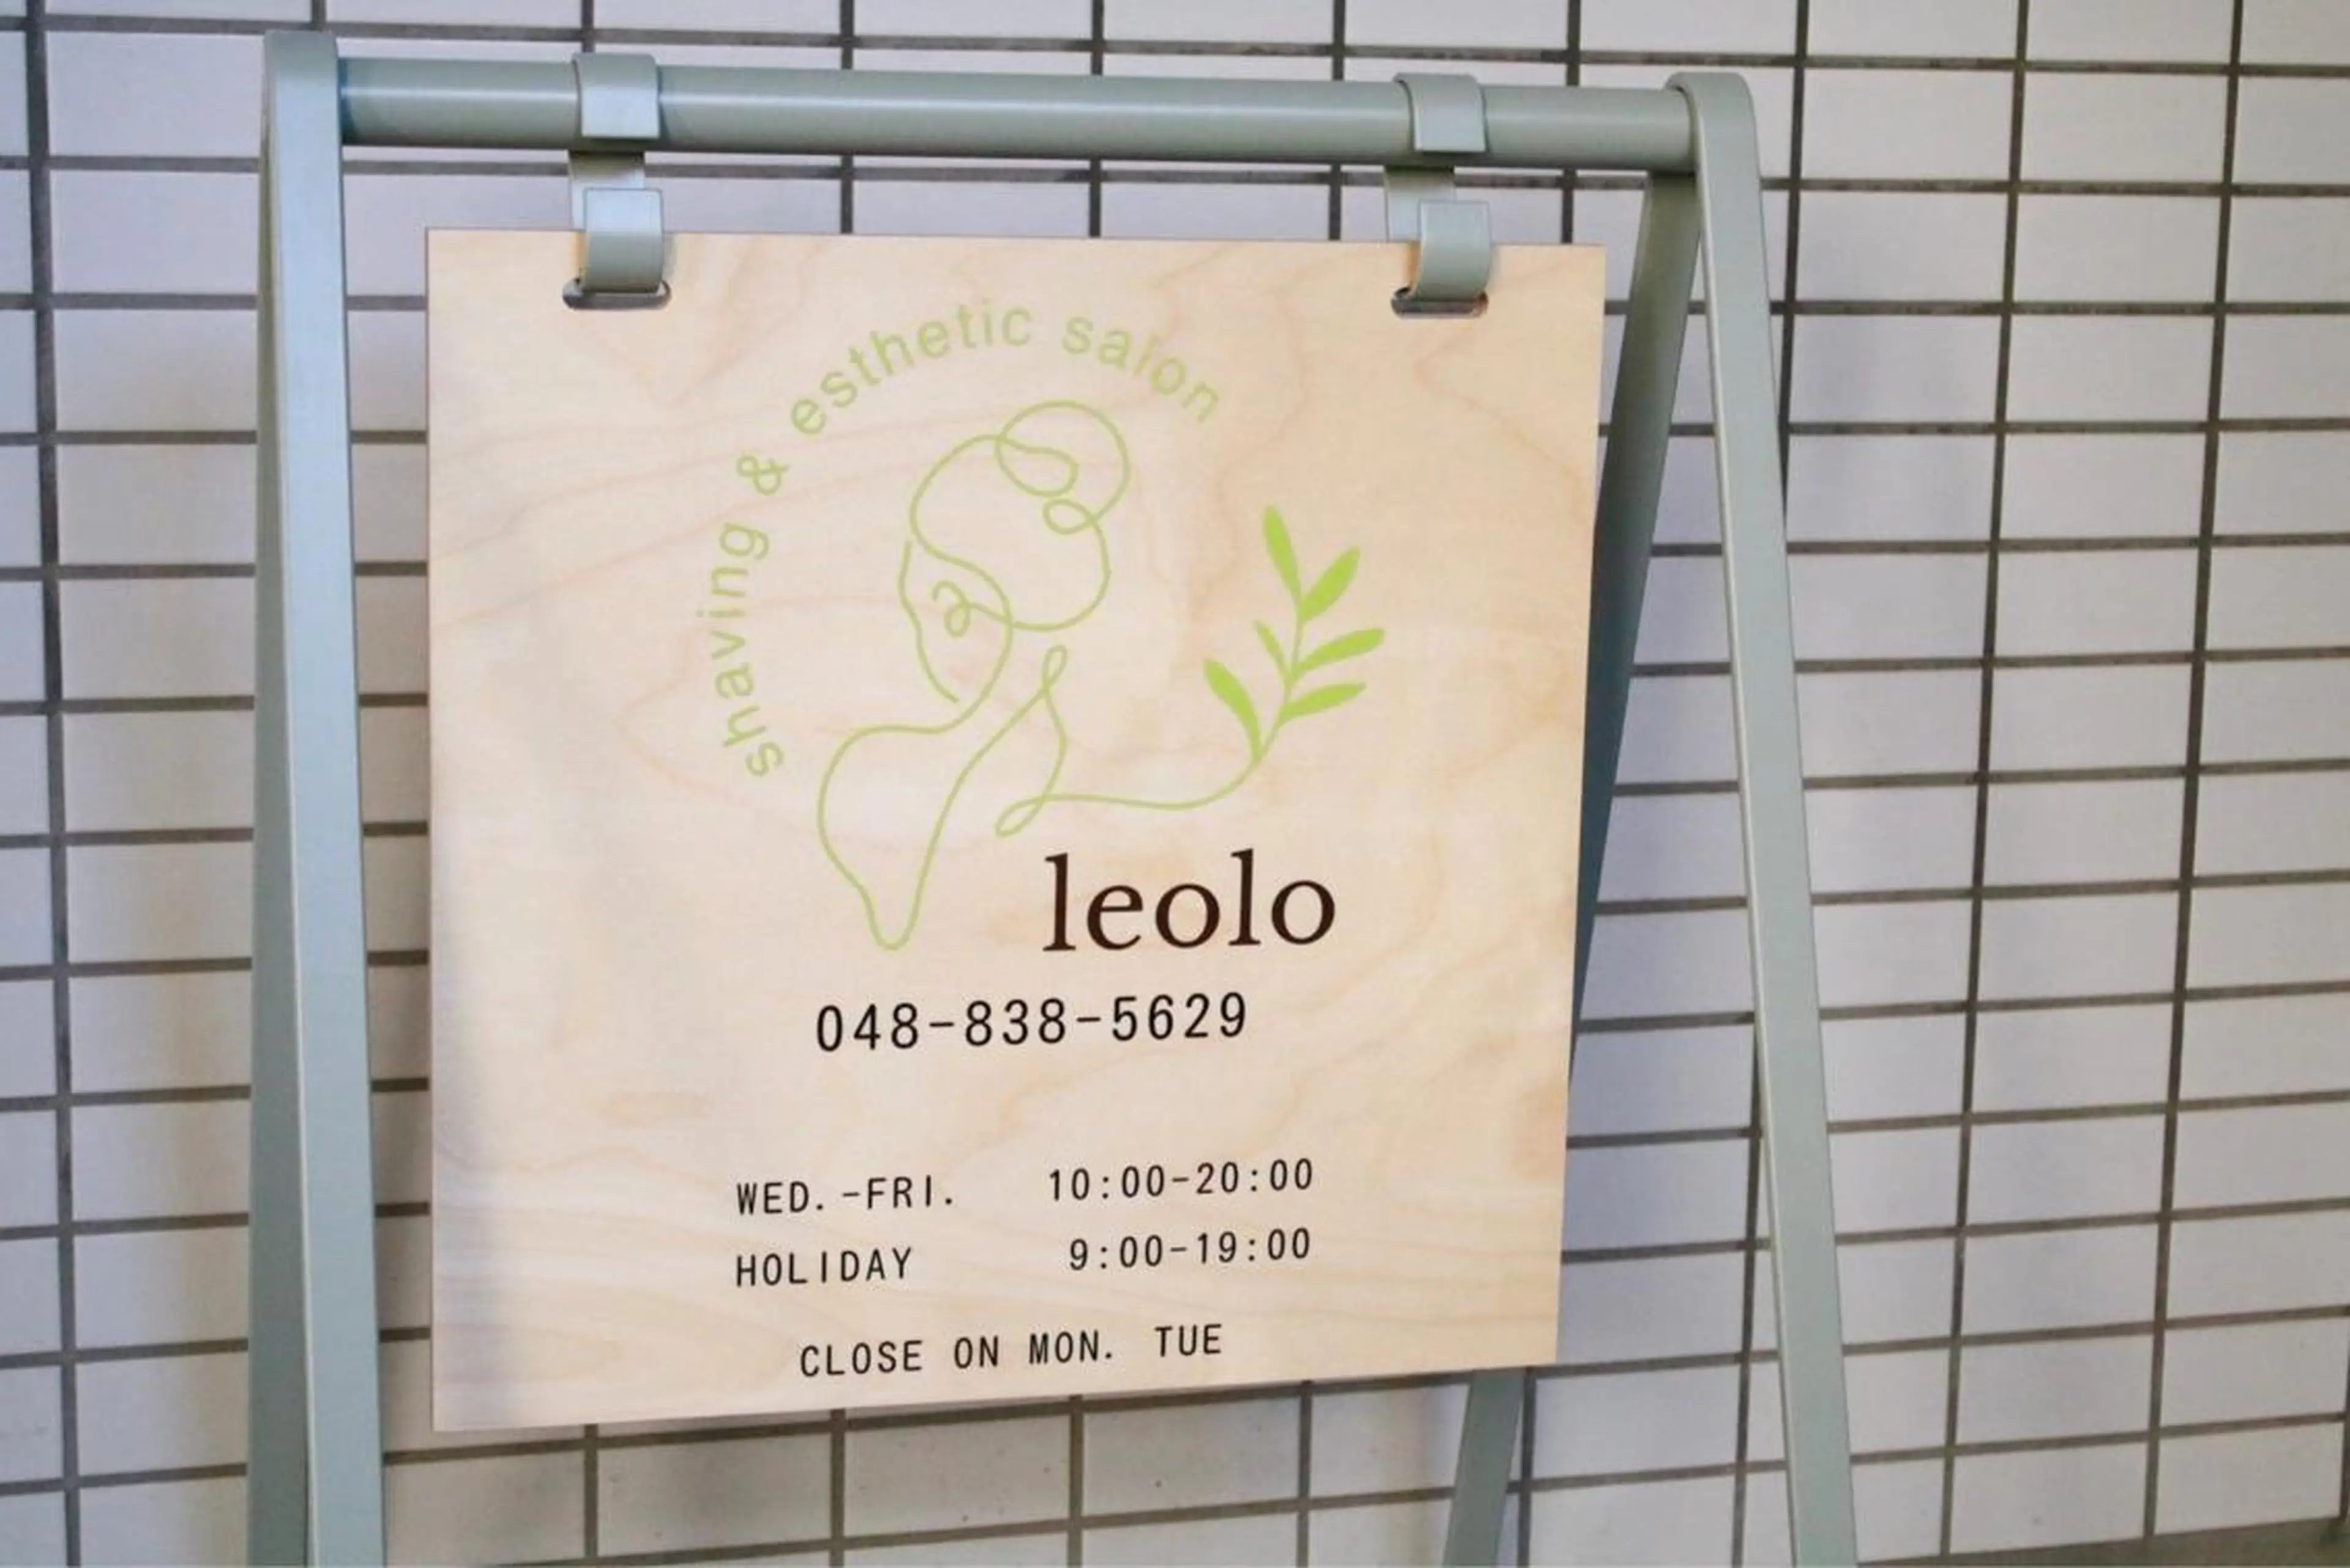 shaving & esthetic salon
leolo
048-838-5629
WED.-FRI. 10:00-20:00
HOLIDAY 9:00-19:00
CLOSE ON MON. TUE